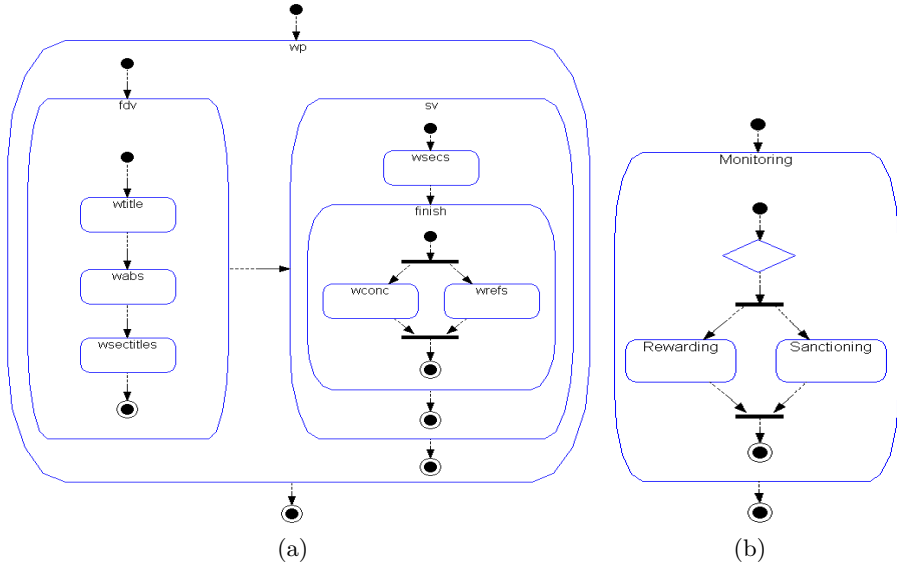 wp
fdv
sv
wsecs
Monitoring
wtitle
finish
wabs
wconc
wrefs
wsectitles
Rewarding
Sanctioning
(a)
(b)